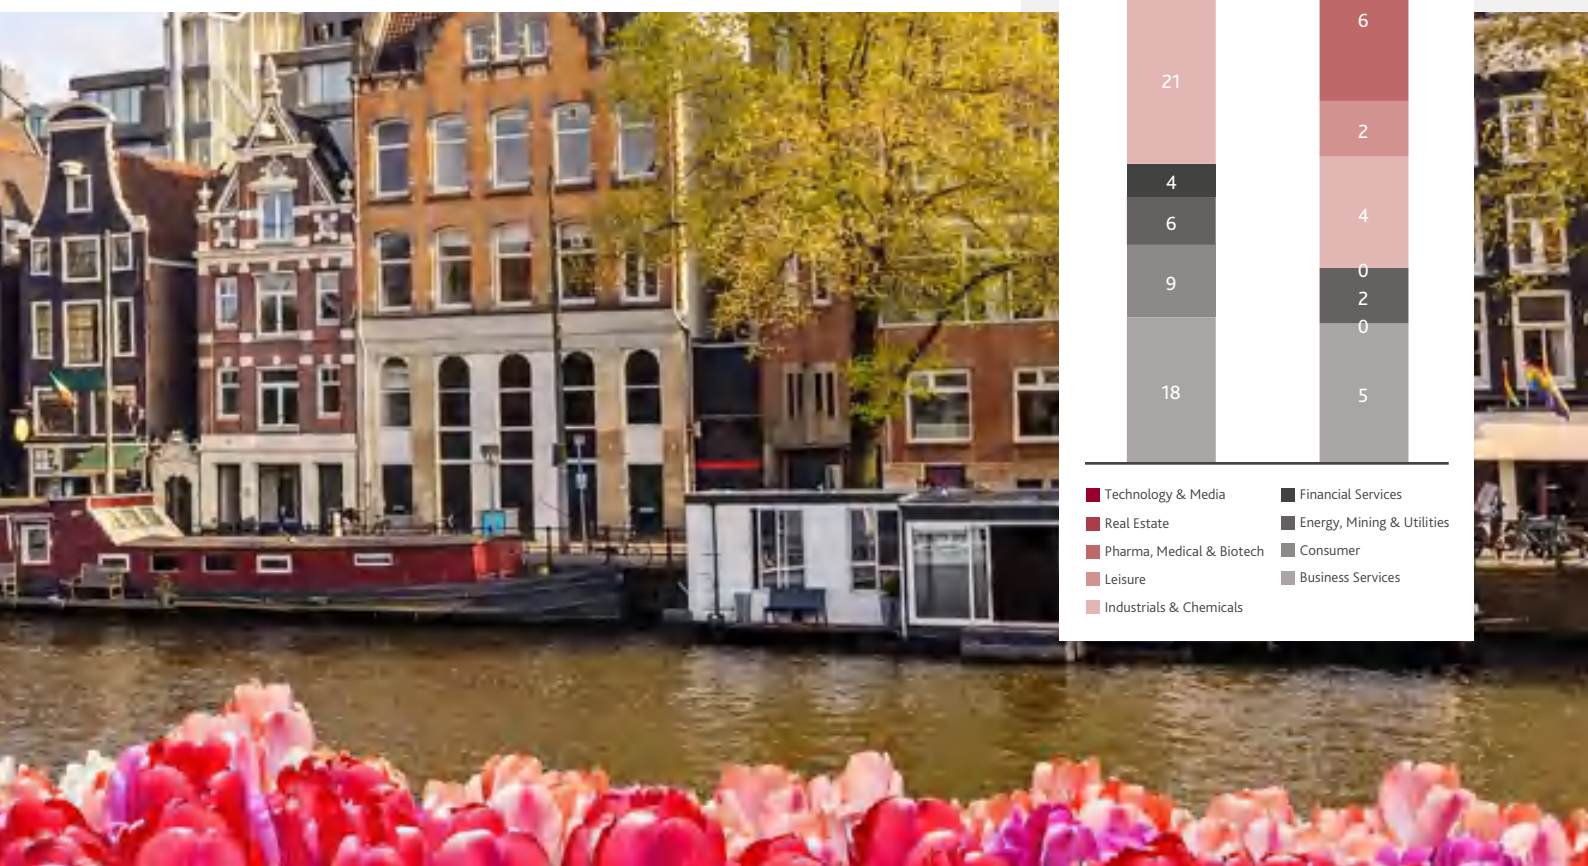 21
4
6
9
18
6
2
4
0
2
0
5
Technology & Media
Real Estate
Pharma, Medical & Biotech
Leisure
Industrials & Chemicals
Financial Services
Energy, Mining & Utilities
Consumer
Business Services